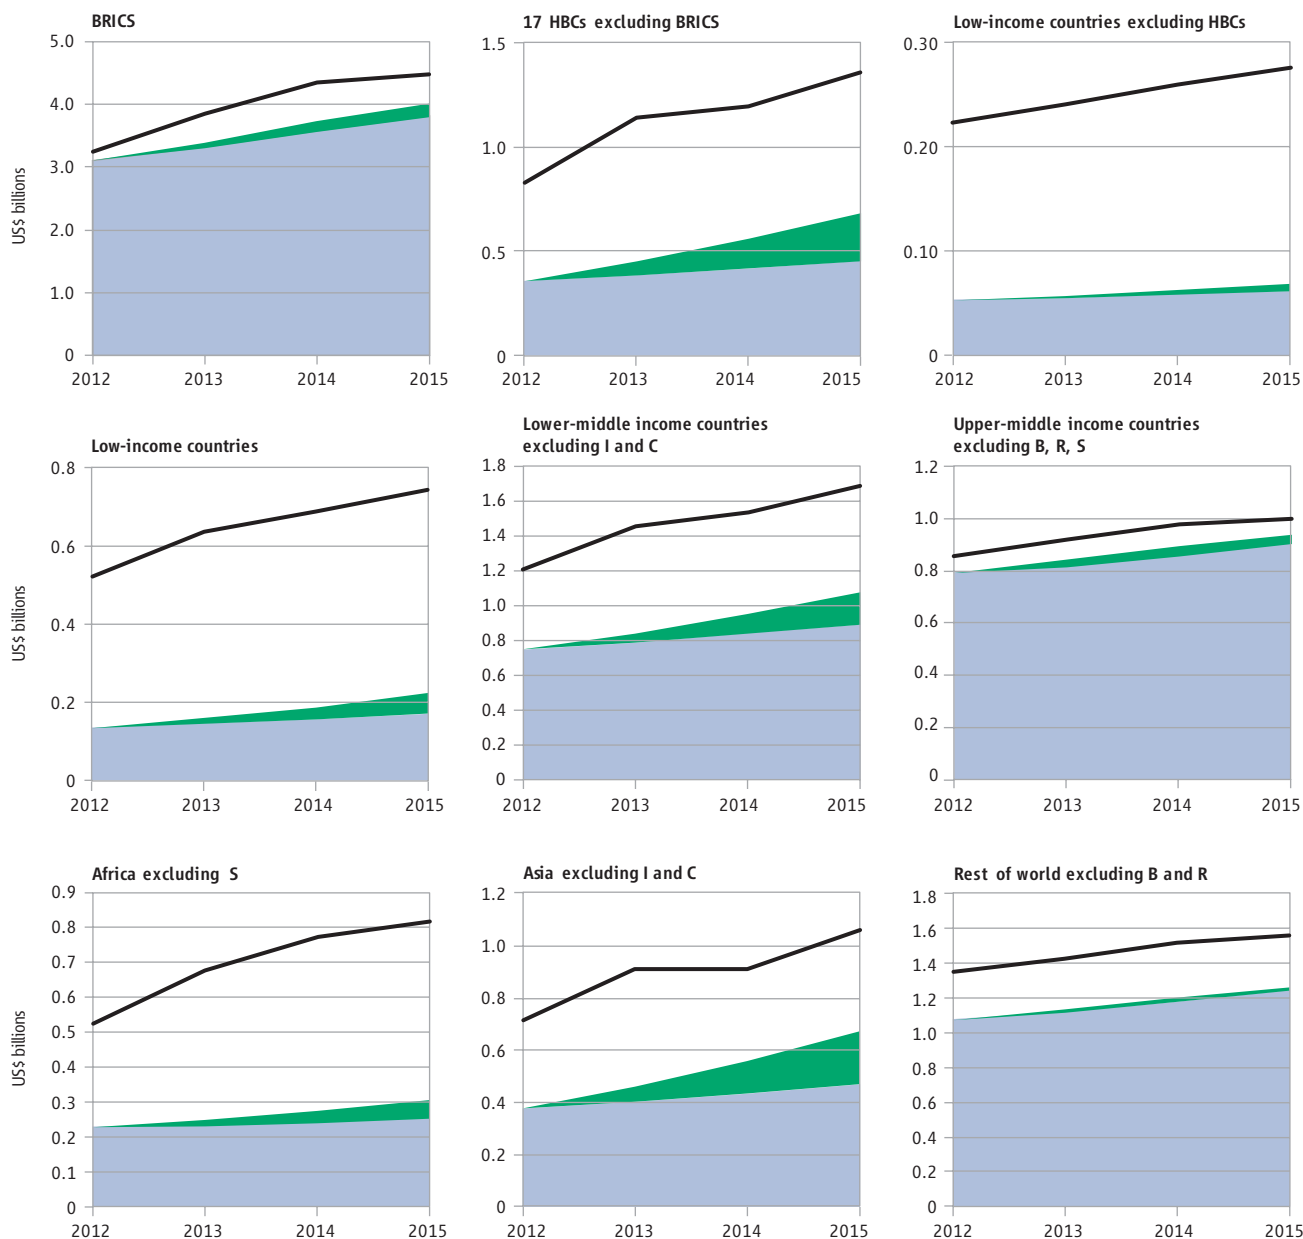 BRICS
5.0
4.0
3.0
2.0
1.0
0
US$ billions
2012 2013 2014 2015
17 HBCs excluding BRICS
1.5
1.0
0.5
0
2012 2013 2014 2015
Low-income countries excluding HBCs
0.30
0.20
0.10
0
2012 2013 2014 2015
Low-income countries
0.8
0.6
0.4
0.2
0
US$ billions
2012 2013 2014 2015
Lower-middle income countries
excluding I and C
1.8
1.6
1.4
1.2
1.0
0.8
0.6
0.4
0.2
0
2012 2013 2014 2015
Upper-middle income countries
excluding B, R, S
1.2
1.0
0.8
0.6
0.4
0.2
0
2012 2013 2014 2015
Africa excluding S
0.9
0.8
0.7
0.6
0.5
0.4
0.3
0.2
0.1
0
US$ billions
2012 2013 2014 2015
Asia excluding I and C
1.2
1.0
0.8
0.6
0.4
0.2
0
2012 2013 2014 2015
Rest of world excluding B and R
1.8
1.6
1.4
1.2
1.0
0.8
0.6
0.4
0.2
0
2012 2013 2014 2015